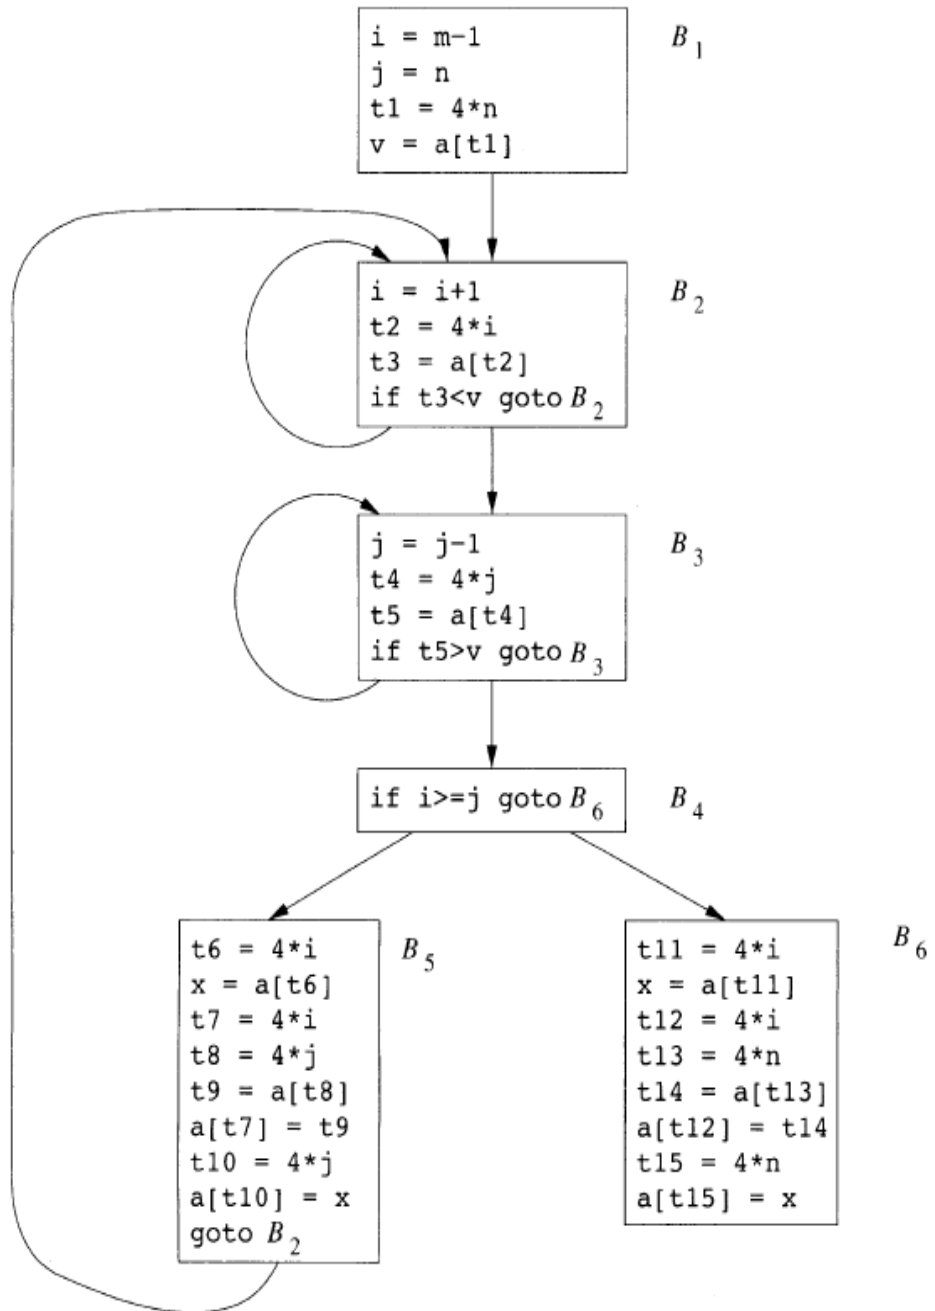 i = m-1
j = n
t1 = 4*n
v = a[t1]
B1
i = i+1
t2 = 4*i
t3 = a[t2]
if t3<v goto B2
B2
j = j-1
t4 = 4*j
t5 = a[t4]
if t5>v goto B3
B3
if i>=j goto B6
B4
t6 = 4*i
x = a[t6]
t7 = 4*i
t8 = 4*j
t9 = a[t8]
a[t7] = t9
t10 = 4*j
a[t10] = x
goto B2
B5
t11 = 4*i
x = a[t11]
t12 = 4*i
t13 = 4*n
t14 = a[t13]
a[t12] = t14
t15 = 4*n
a[t15] = x
B6